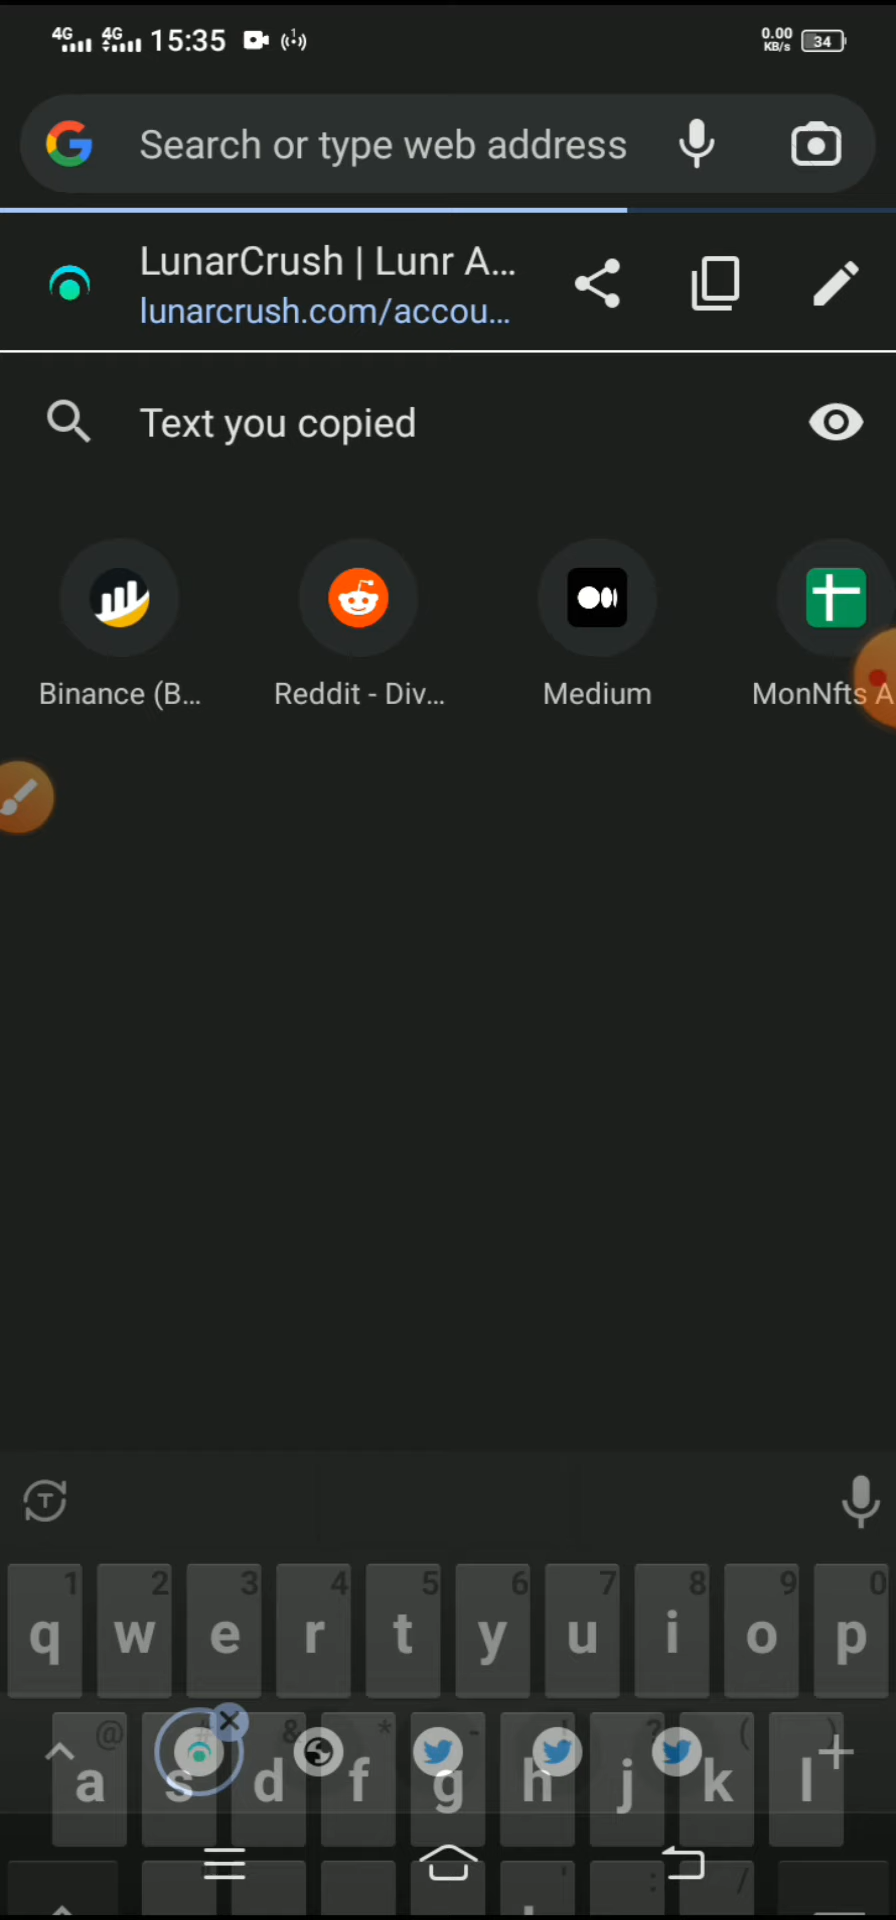 4G 4G 15:35 0.00 KB/s 34
Search or type web address
LunarCrush | Lunr A...
lunarcrush.com/accou...
Text you copied
Binance (B... Reddit - Div... Medium MonNfts A
1 2 3 4 5 6 7 8 9 0
q w e r t y u i o p
@ # & * - ! ? ( )
a s d f g h j k l
' : /